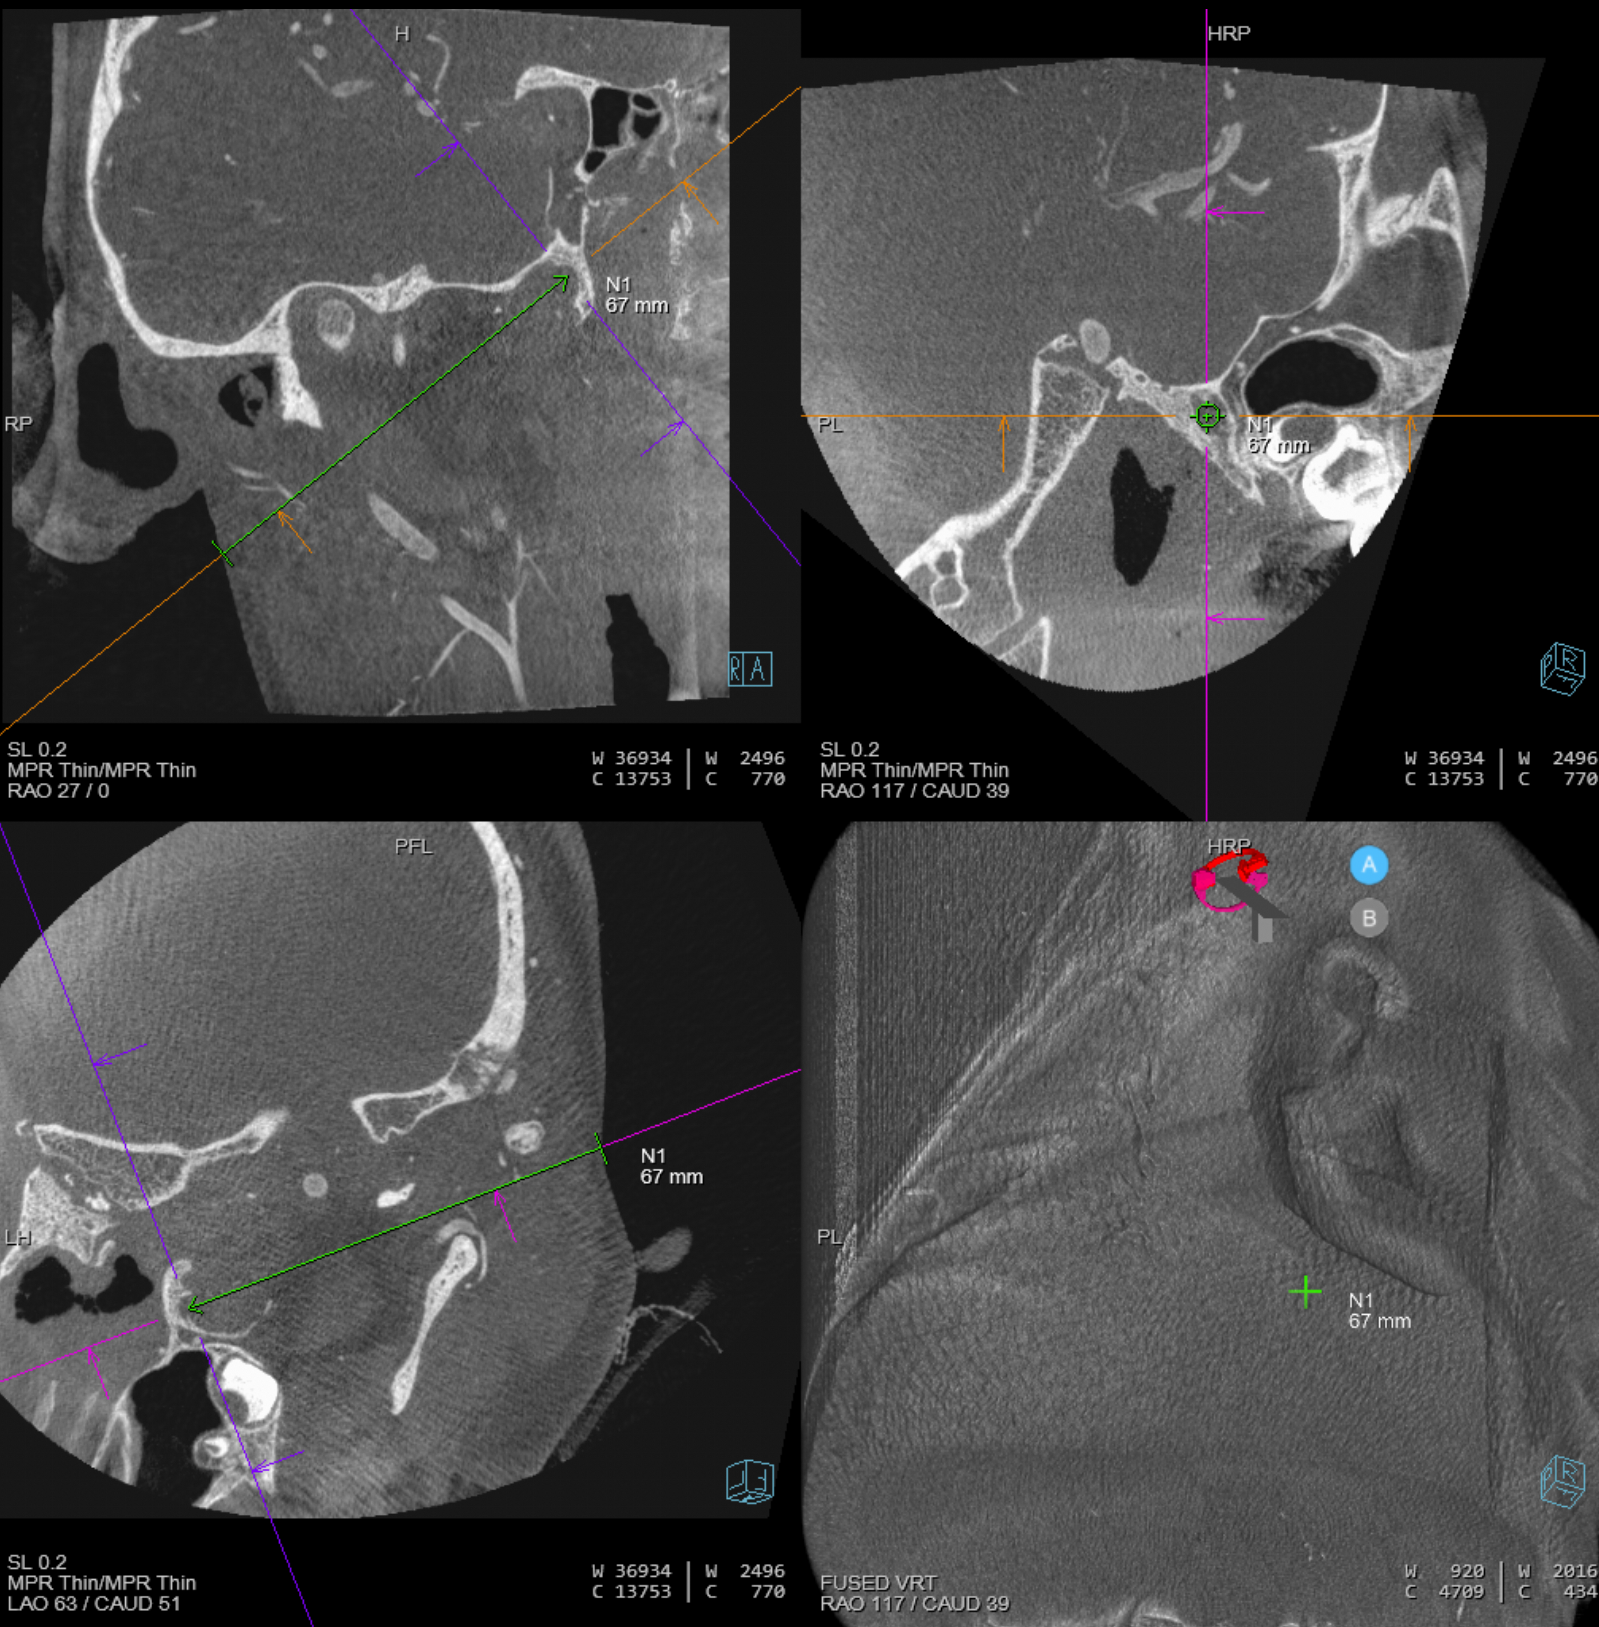 H
N1
67 mm
RP
R A
SL 0.2
MPR Thin/MPR Thin
RAO 27 / 0
W 36934 | W 2496
C 13753 | C 770
HRP
PL
N1
67 mm
SL 0.2
MPR Thin/MPR Thin
RAO 117 / CAUD 39
W 36934 | W 2496
C 13753 | C 770
PFL
N1
67 mm
LH
SL 0.2
MPR Thin/MPR Thin
LAO 63 / CAUD 51
W 36934 | W 2496
C 13753 | C 770
HRP
A
B
PL
N1
67 mm
FUSED VRT
RAO 117 / CAUD 39
W 920 | W 2016
C 4709 | C 434